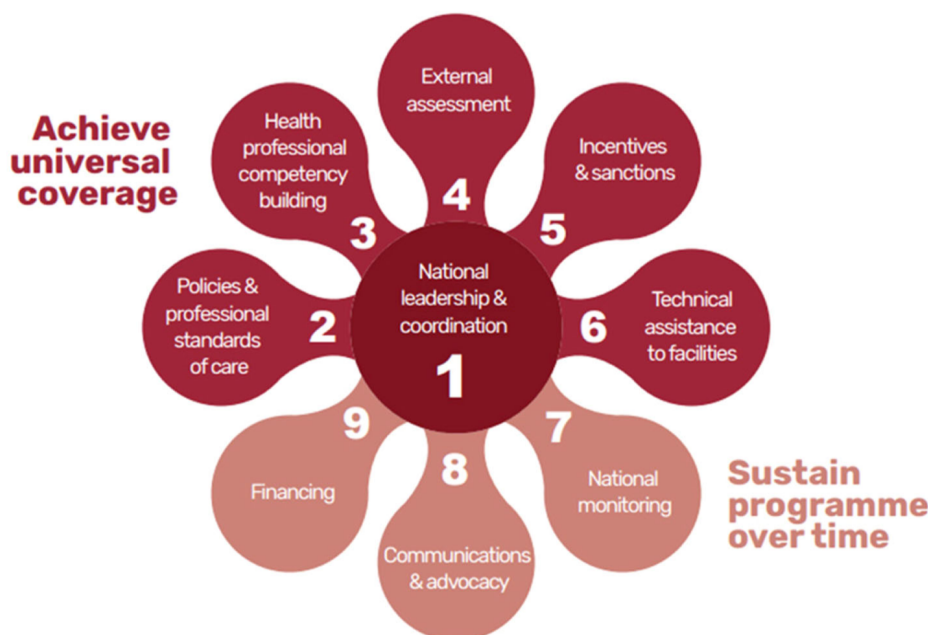 Achieve
universal
coverage
National
leadership &
coordination
1
Policies &
professional
standards
of care
2
Health
professional
competency
building
3
External
assessment
4
Incentives
& sanctions
5
Technical
assistance
to facilities
6
National
monitoring
7
Communications
& advocacy
8
Financing
9
Sustain
programme
over time